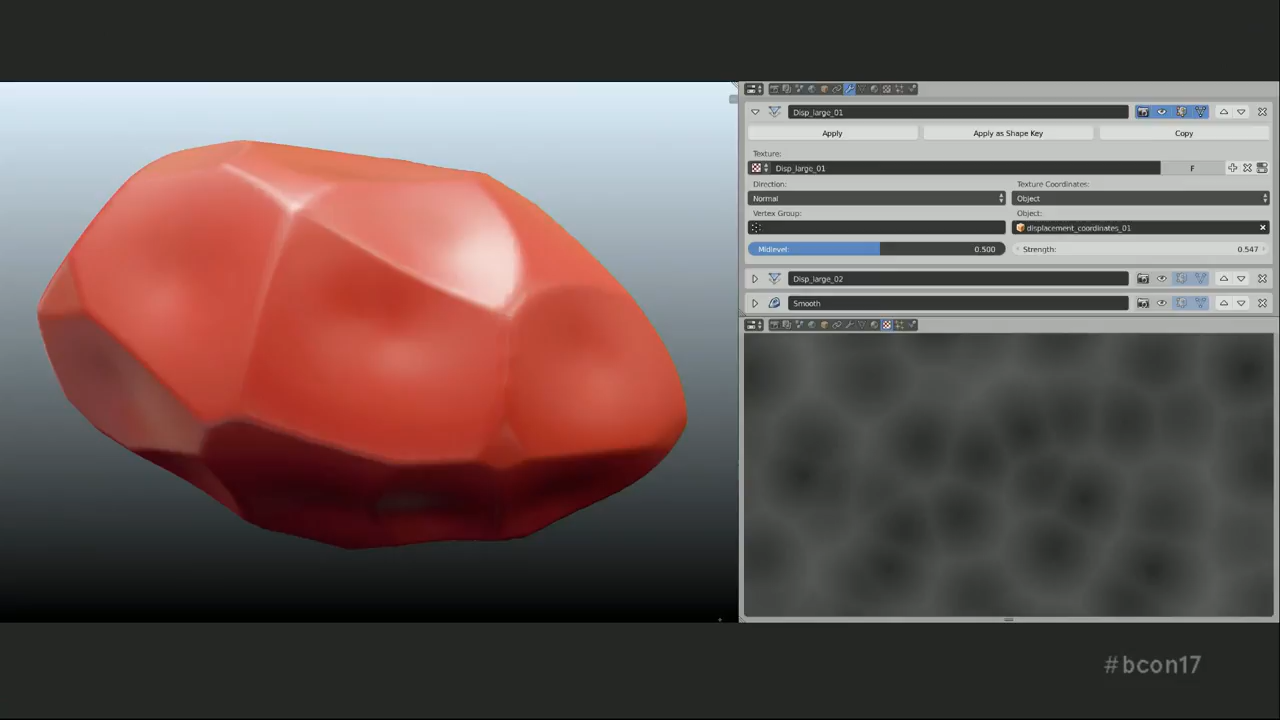 Disp_large_01
Apply
Apply as Shape Key
Copy
Texture:
Disp_large_01
F
Direction:
Texture Coordinates:
Normal
Object
Vertex Group:
Object:
displacement_coordinates_01
Midlevel: 0.500
Strength: 0.547
Disp_large_02
Smooth
#bcon17